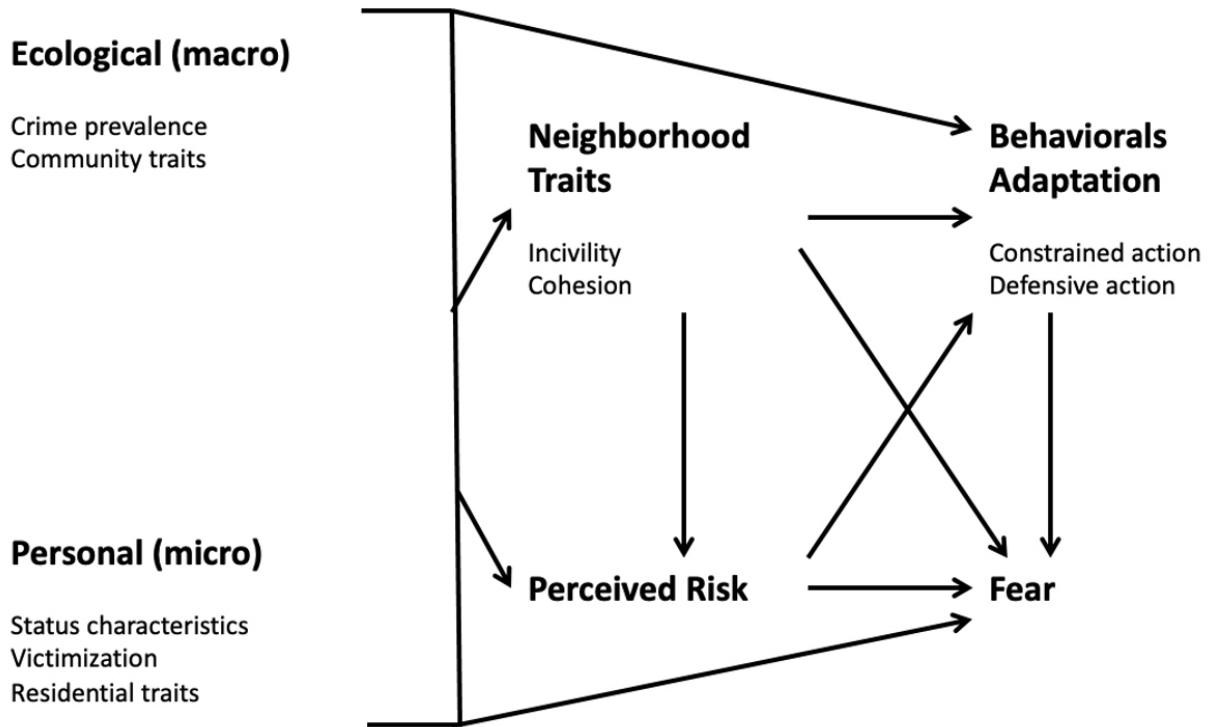 Ecological (macro)
Crime prevalence
Community traits
Neighborhood
Traits
Incivility
Cohesion
Behaviorals
Adaptation
Constrained action
Defensive action
Personal (micro)
Status characteristics
Victimization
Residential traits
Perceived Risk
Fear